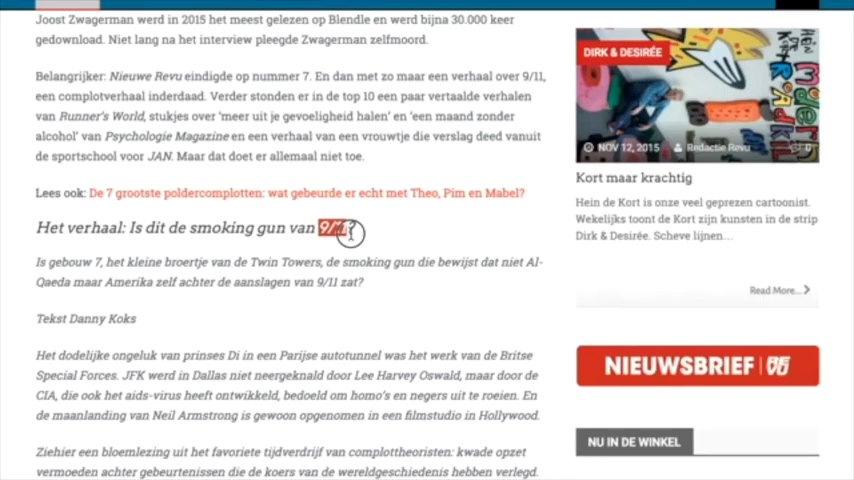 Joost Zwagerman werd in 2015 het meest gelezen op Blendle en werd bijna 30.000 keer
gedownload. Niet lang na het interview pleegde Zwagerman zelfmoord.
Belangrijker: Nieuwe Revu eindigde op nummer 7. En dan met zo maar een verhaal over 9/11,
een complotverhaal inderdaad. Verder stonden er in de top 10 een paar vertaalde verhalen
van Runner's World, stukjes over 'meer uit je gevoeligheid halen' en 'een maand zonder
alcohol' van Psychologie Magazine en een verhaal van een vrouwtje die verslag deed vanuit
de sportschool voor JAN. Maar dat doet er allemaal niet toe.
Lees ook: De 7 grootste poldercomplotten: wat gebeurde er echt met Theo, Pim en Mabel?
Het verhaal: Is dit de smoking gun van 9/11?
Is gebouw 7, het kleine broertje van de Twin Towers, de smoking gun die bewijst dat niet Al-
Qaeda maar Amerika zelf achter de aanslagen van 9/11 zat?
Tekst Danny Koks
Het dodelijke ongeluk van prinses Di in een Parijse autotunnel was het werk van de Britse
Special Forces. JFK werd in Dallas niet neergeknald door Lee Harvey Oswald, maar door de
CIA, die ook het aids-virus heeft ontwikkeld, bedoeld om homo's en negers uit te roeien. En
de maanlanding van Neil Armstrong is gewoon opgenomen in een filmstudio in Hollywood.
Ziehier een bloemlezing uit het favoriete tijdverdrijf van complottheoristen: kwade opzet
vermoeden achter gebeurtenissen die de koers van de wereldgeschiedenis hebben verlegd.
DIRK & DESIRÉE
NOV 12, 2015 Redactie Revu 0
Kort maar krachtig
Hein de Kort is onze veel geprezen cartoonist.
Wekelijks toont de Kort zijn kunsten in de strip
Dirk & Desirée. Scheve lijnen...
Read More...
NIEUWSBRIEF
NU IN DE WINKEL